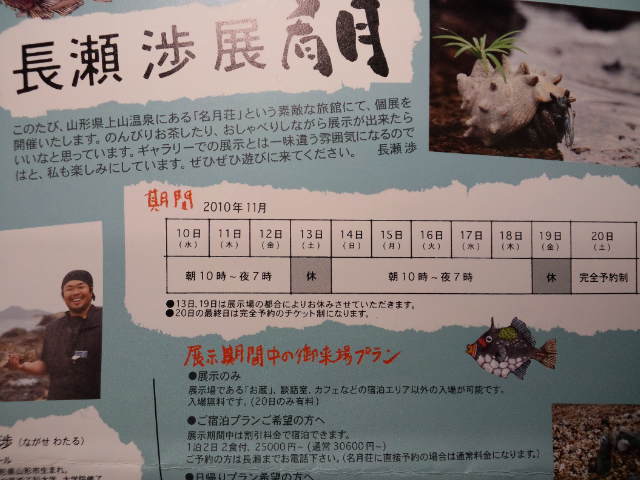 長瀬 渉 展 有月
このたび、山形県上山温泉にある「名月荘」という素敵な旅館にて、個展を
開催いたします。のんびりお茶したり、おしゃべりしながら展示が出来たら
いいなと思っています。ギャラリーでの展示とは一味違う雰囲気になるので
はと、私も楽しみにしています。ぜひぜひ遊びに来てください。 長瀬 渉
期間 2010年11月
10日 11日 12日 13日 14日 15日 16日 17日 18日 19日 20日
(水) (木) (金) (土) (日) (月) (火) (水) (木) (金) (土)
朝10時~夜7時 休 朝10時~夜7時 休 完全予約制
●13日、19日は展示場の都合によりお休みさせていただきます。
●20日の最終日は完全予約のチケット制になります。
展示期間中の御来場プラン
●展示のみ
展示場である「お蔵」、談話室、カフェなどの宿泊エリア以外の入場が可能です。
入場無料です。(20日のみ有料)
●ご宿泊プランご希望の方へ
展示期間中は割引料金で宿泊できます。
1泊2日2食付、25000円~(通常30600円~)
ご予約の方は長瀬までお電話下さい。(名月荘に直接予約の場合は通常料金になります。)
●日帰りプランご希望の方へ
渉 (ながせ わたる)
県山形市生まれ。